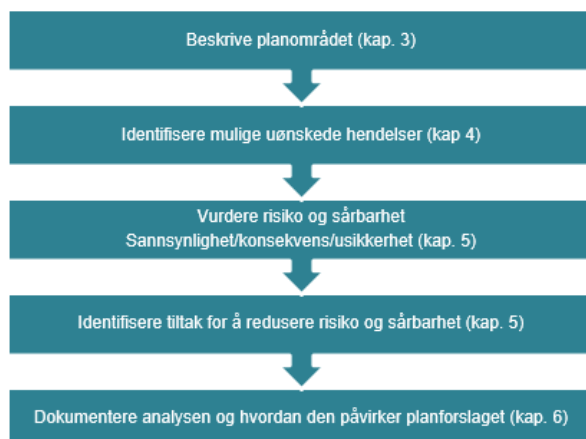 Beskrive planområdet (kap. 3)
Identifisere mulige uønskede hendelser (kap 4)
Vurdere risiko og sårbarhet
Sannsynlighet/konsekvens/usikkerhet (kap. 5)
Identifisere tiltak for å redusere risiko og sårbarhet (kap. 5)
Dokumentere analysen og hvordan den påvirker planforslaget (kap. 6)